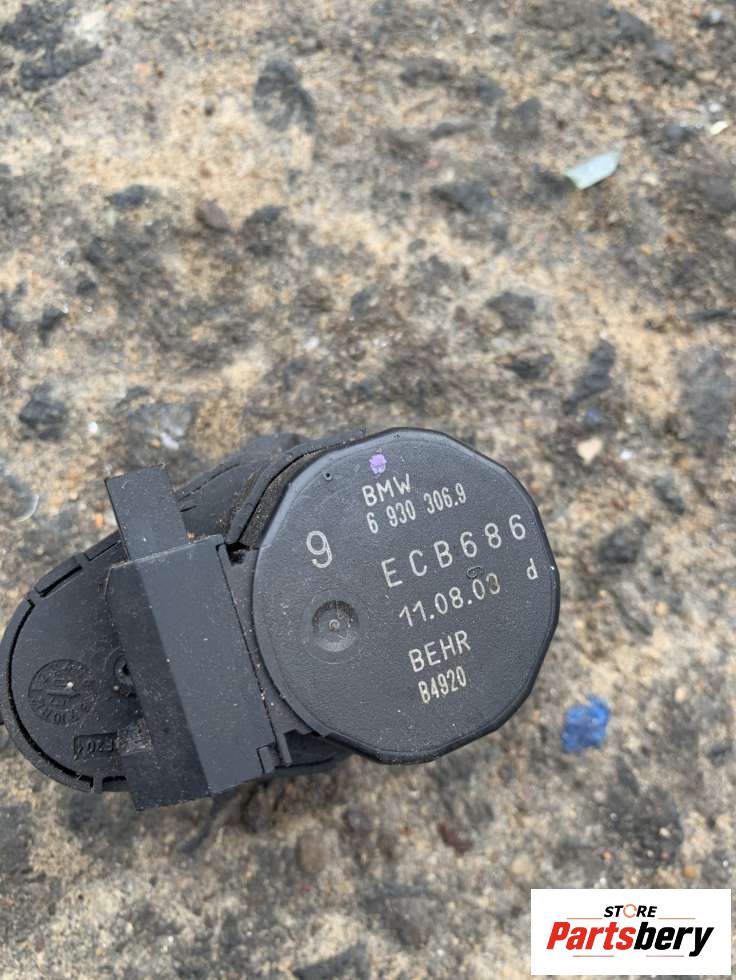 BMW
6 930 306.9
9
ECB686
11.08.03 d
BEHR
B4920
STORE
Partsbery